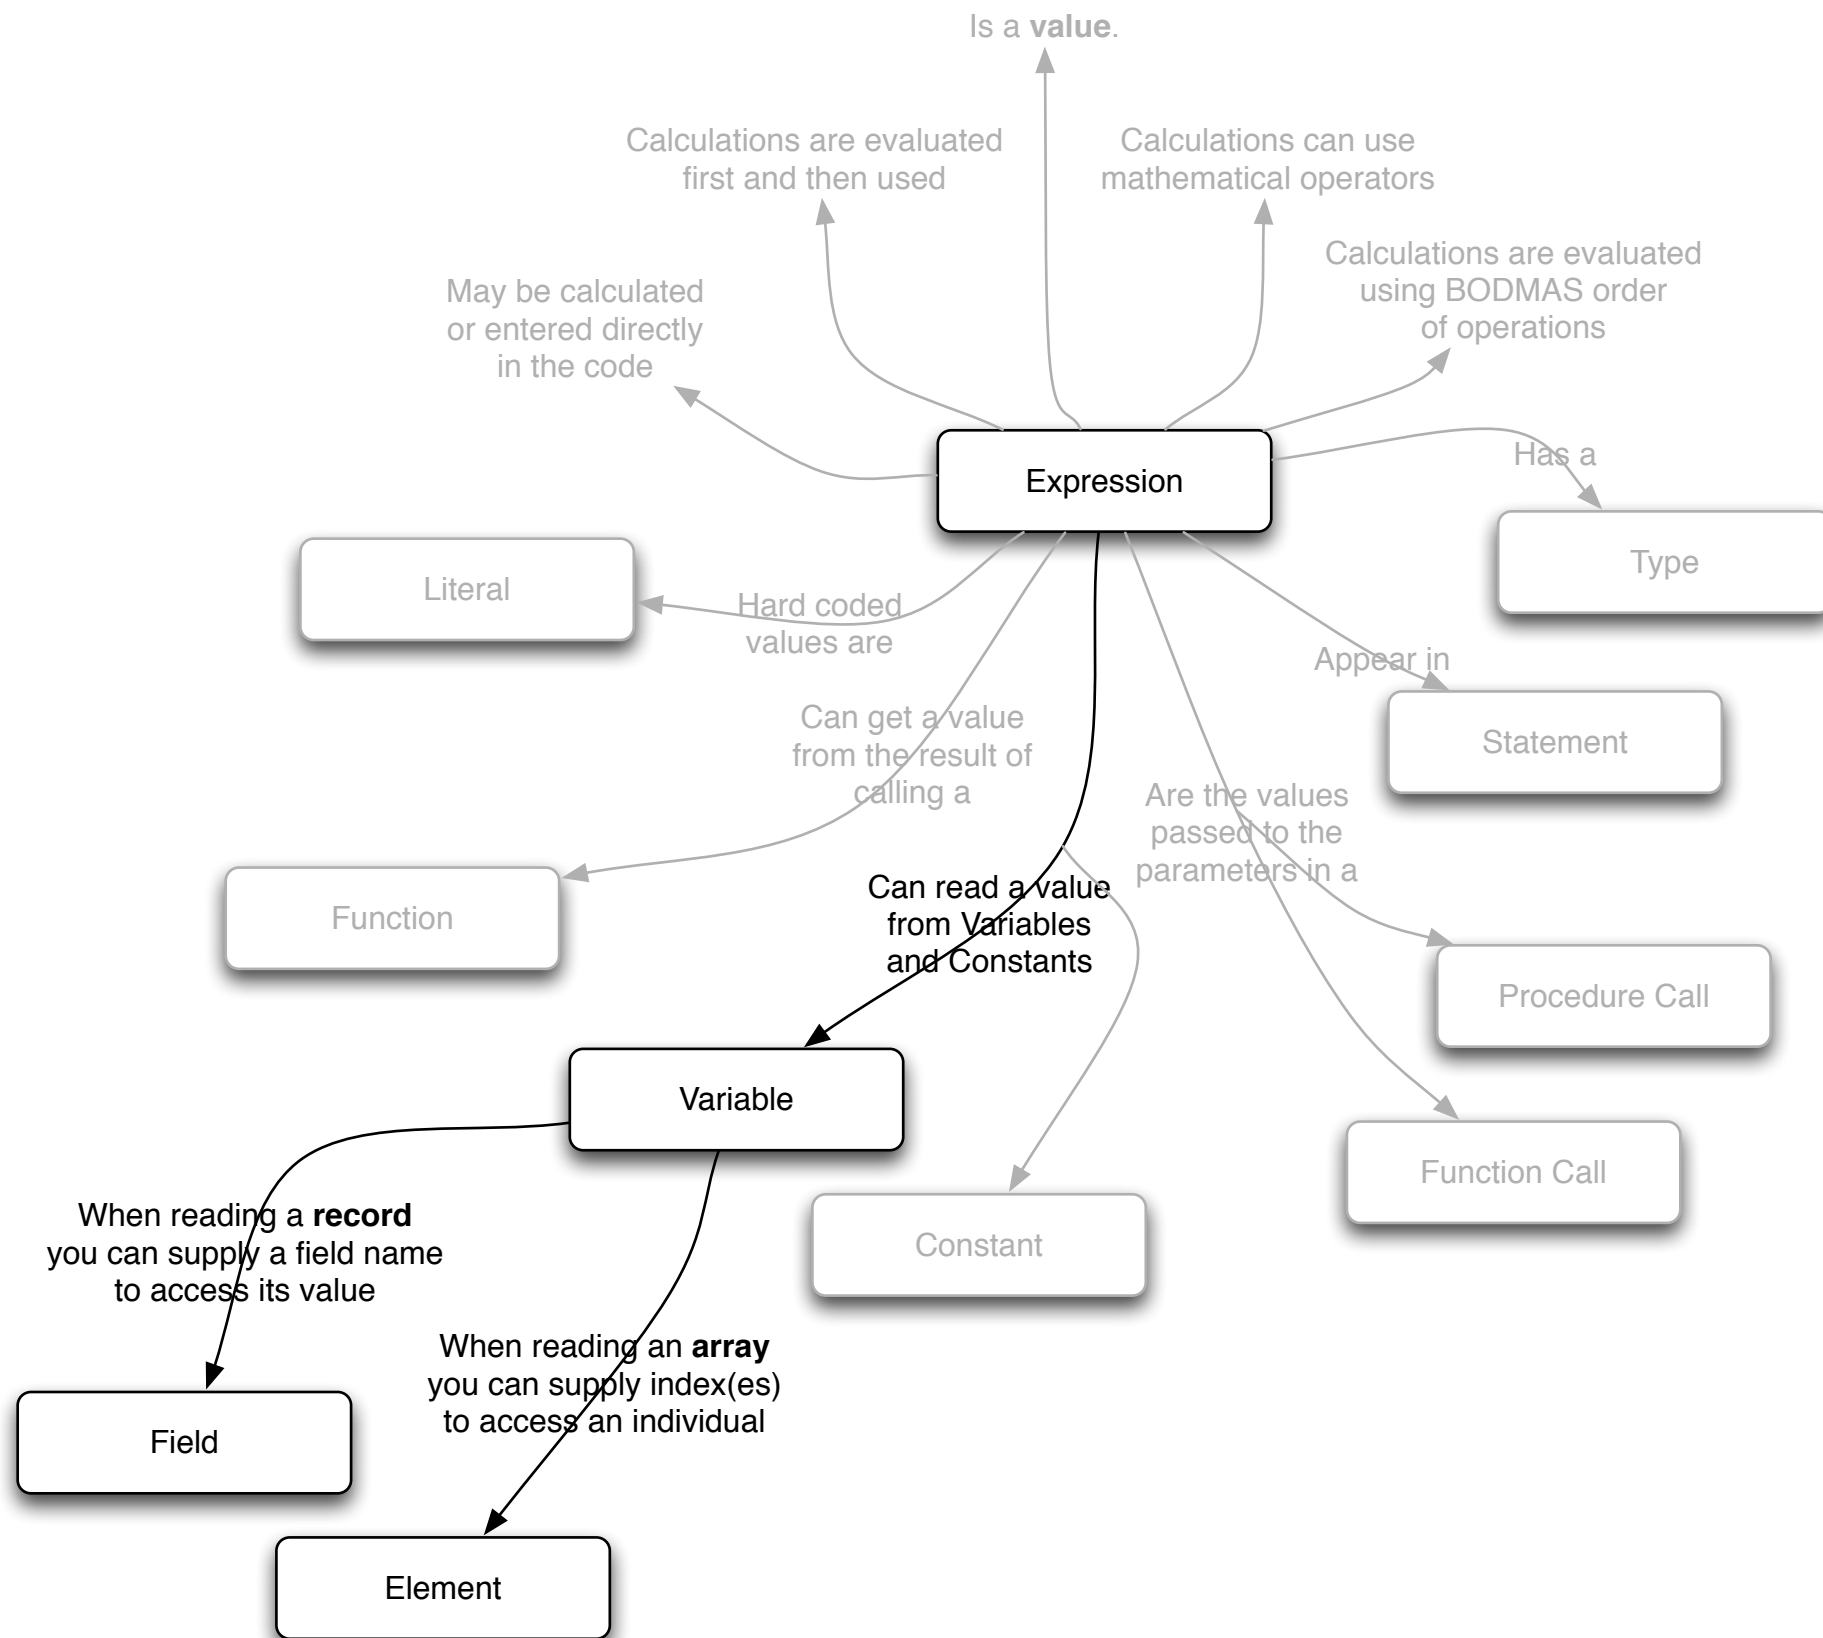 Is a value.
Calculations are evaluated
first and then used
Calculations can use
mathematical operators
Calculations are evaluated
using BODMAS order
of operations
May be calculated
or entered directly
in the code
Expression
Has a
Type
Literal
Hard coded
values are
Appear in
Statement
Can get a value
from the result of
calling a
Are the values
passed to the
parameters in a
Function
Can read a value
from Variables
and Constants
Procedure Call
Variable
Function Call
Constant
When reading a record
you can supply a field name
to access its value
When reading an array
you can supply index(es)
to access an individual
Field
Element